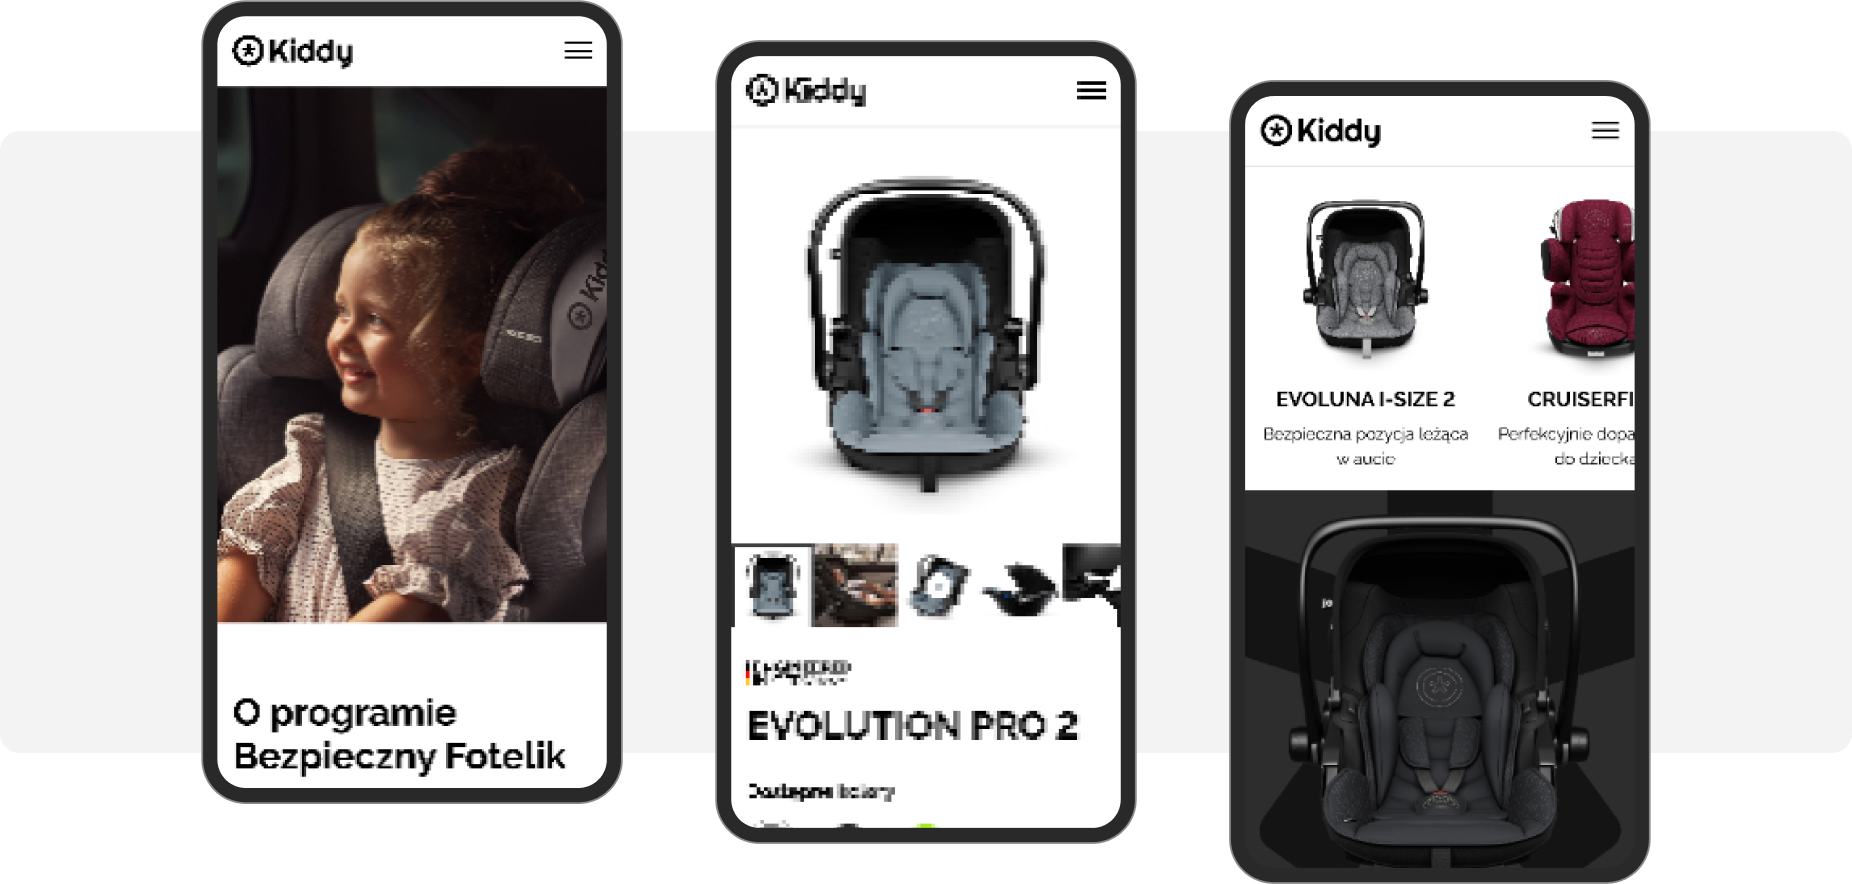 Kiddy
Kidd
O programie
Bezpieczny Fotelik
Kiddy
EVOLUTION PRO 2
Dostępne kolory
Kiddy
EVOLUNA I-SIZE 2
Bezpieczna pozycja leżąca
w aucie
CRUISERFI
Perfekcyjnie dopa
do dziecka